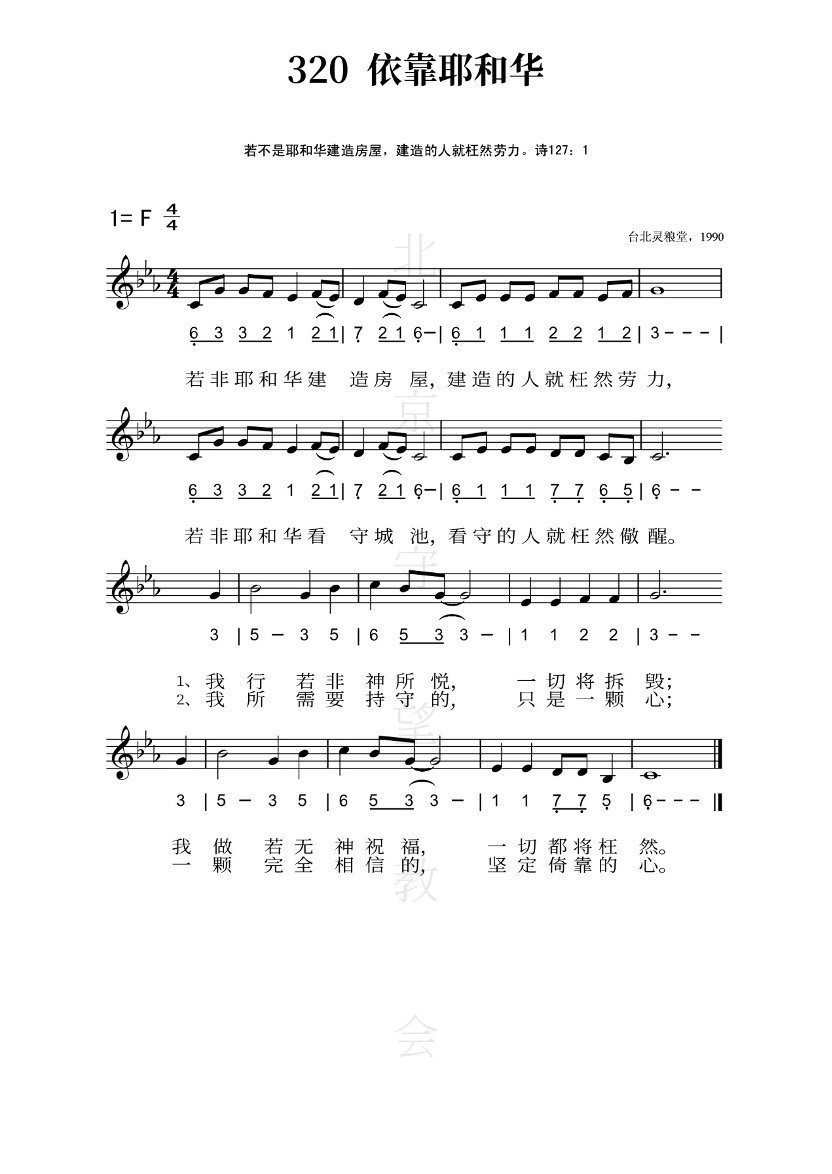 320 依靠耶和华
若不是耶和华建造房屋，建造的人就枉然劳力。诗127：1
1= F 4/4
台北灵粮堂，1990
6 3 3 2 1 2 1 | 7 2 1 6 – | 6 1 1 1 2 2 1 2 | 3 – – – |
若非耶和华建 造房 屋，建造的人就枉然劳力，
6 3 3 2 1 2 1 | 7 2 1 6 – | 6 1 1 1 7 7 6 5 | 6 – –
若非耶和华看 守城 池，看守的人就枉然儆醒。
3 | 5 – 3 5 | 6 5 3 3 – | 1 1 2 2 | 3 – –
1、我 行 若非 神所悦， 一切将拆 毁；
2、我 所 需要 持守的， 只是一颗 心；
3 | 5 – 3 5 | 6 5 3 3 – | 1 1 7 7 5 | 6 – – – |
我 做 若无 神祝福， 一切都将枉 然。
一 颗 完全 相信的， 坚定倚靠的 心。
北京守望教会